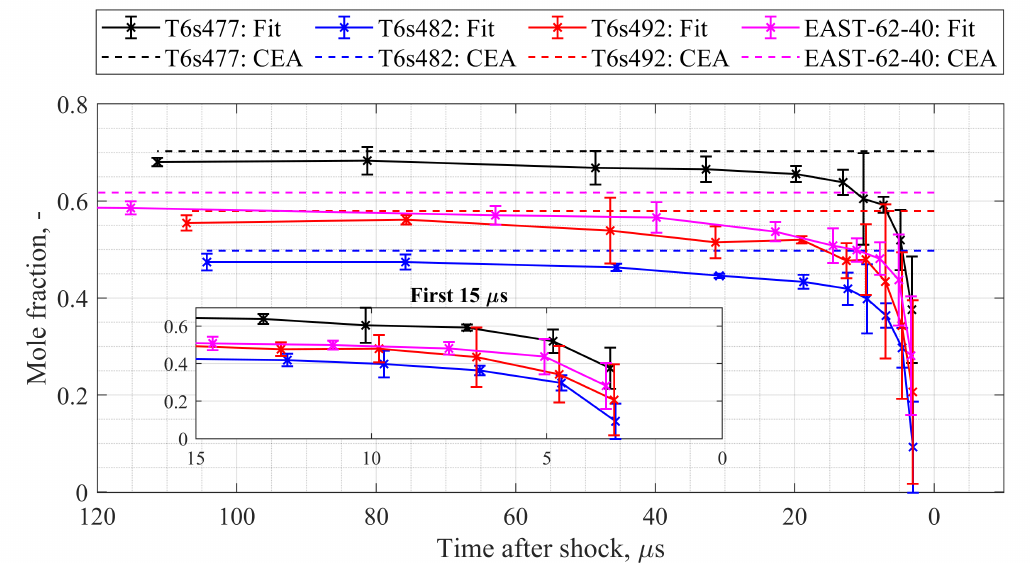 T6s477: Fit T6s482: Fit T6s492: Fit EAST-62-40: Fit
T6s477: CEA T6s482: CEA T6s492: CEA EAST-62-40: CEA
0.8
0.6
0.4
0.2
0
Mole fraction, -
First 15 μs
0.6
0.4
0.2
0
15 10 5 0
120 100 80 60 40 20 0
Time after shock, μs